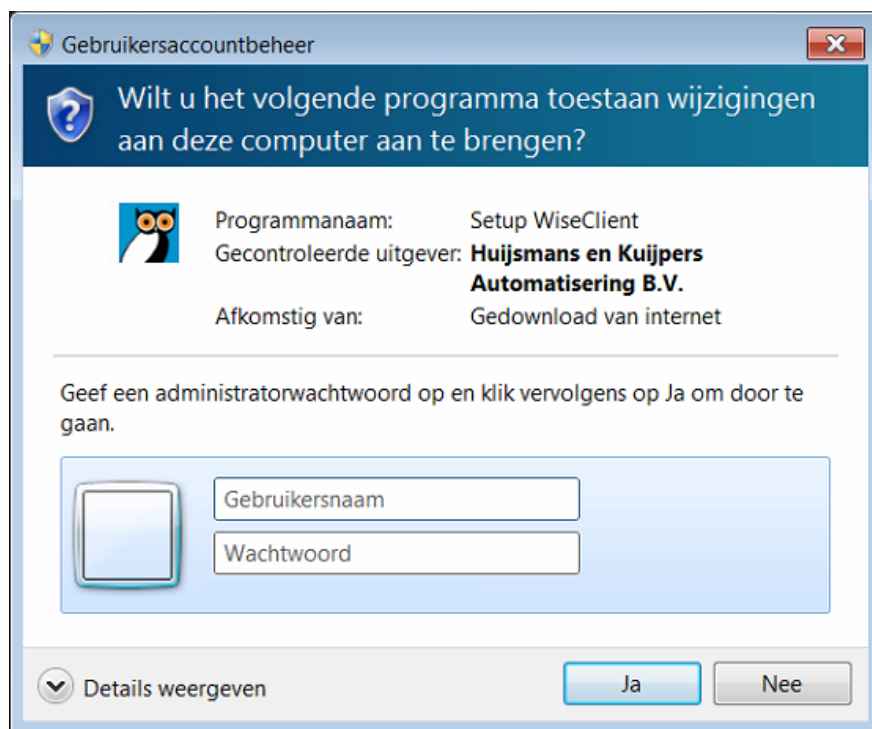 Gebruikersaccountbeheer
Wilt u het volgende programma toestaan wijzigingen
aan deze computer aan te brengen?
Programmanaam: Setup WiseClient
Gecontroleerde uitgever: Huijsmans en Kuijpers
Automatisering B.V.
Afkomstig van: Gedownload van internet
Geef een administratorwachtwoord op en klik vervolgens op Ja om door te
gaan.
Gebruikersnaam
Wachtwoord
Details weergeven
Ja
Nee